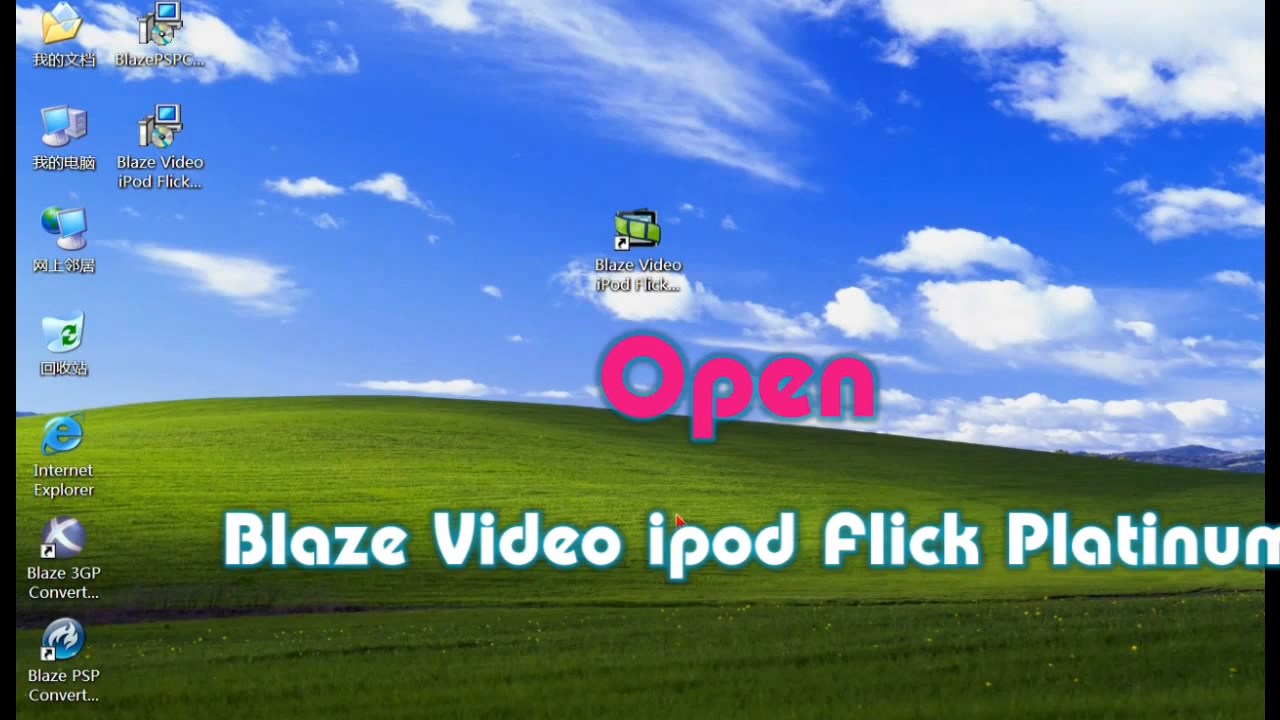 我的文档
BlazePSPC...
我的电脑
Blaze Video
iPod Flick...
网上邻居
Blaze Video
iPod Flick...
回收站
Open
Internet
Explorer
Blaze Video ipod Flick Platinum
Blaze 3GP
Convert...
Blaze PSP
Convert...